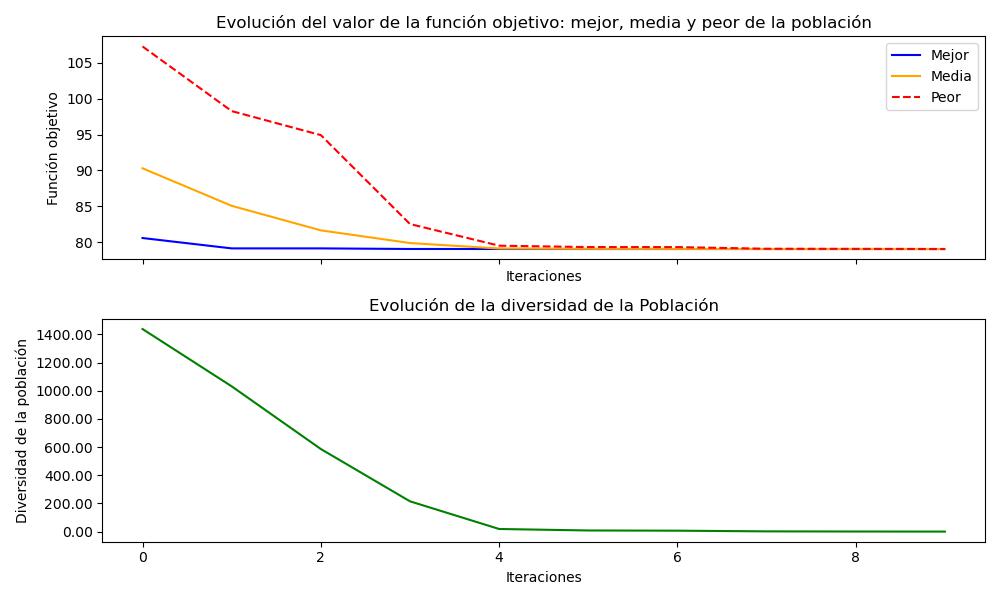 Evolución del valor de la función objetivo: mejor, media y peor de la población
Función objetivo
105
100
95
90
85
80
Mejor
Media
Peor
Iteraciones
Evolución de la diversidad de la Población
Diversidad de la población
1400.00
1200.00
1000.00
800.00
600.00
400.00
200.00
0.00
0 2 4 6 8
Iteraciones